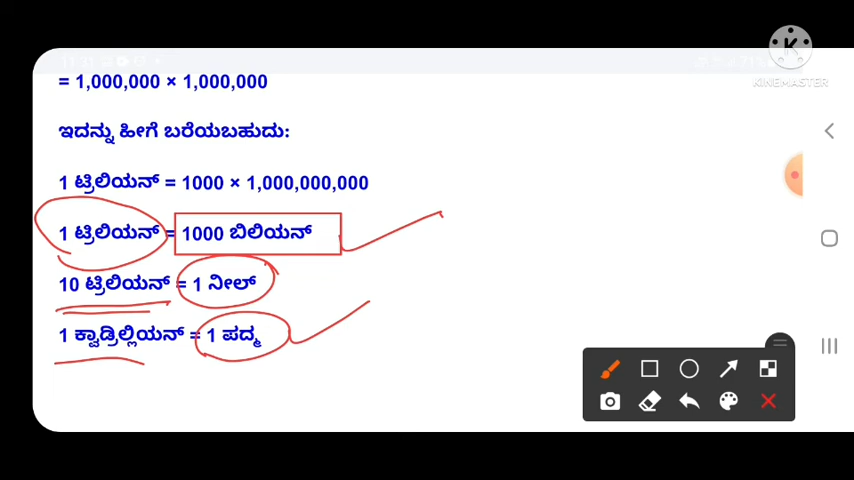 = 1,000,000 × 1,000,000
K
KINEMASTER
ಇದನ್ನು ಹೀಗೆ ಬರೆಯಬಹುದು:
1 ಟ್ರಿಲಿಯನ್ = 1000 × 1,000,000,000
1 ಟ್ರಿಲಿಯನ್ = 1000 ಬಿಲಿಯನ್
10 ಟ್ರಿಲಿಯನ್ = 1 ನೀಲ್
1 ಕ್ವಾಡ್ರಿಲ್ಲಿಯನ್ = 1 ಪದ್ಮ